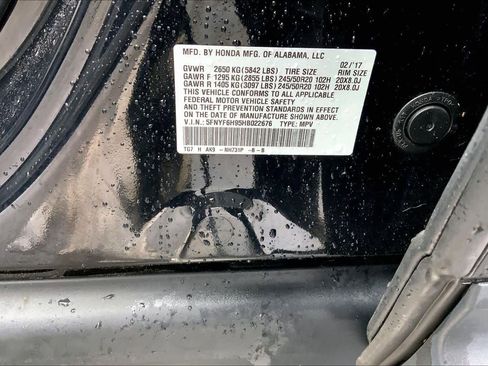 MFD. BY HONDA MFG. OF ALABAMA, LLC
02/'17
GVWR 2650 KG(5842 LBS) TIRE SIZE RIM SIZE
GAWR F 1295 KG(2855 LBS) 245/50R20 102H 20X8.0J
GAWR R 1405 KG(3097 LBS) 245/50R20 102H 20X8.0J
THIS VEHICLE CONFORMS TO ALL APPLICABLE
FEDERAL MOTOR VEHICLE SAFETY
STANDARDS IN EFFECT ON
THE DATE OF MANUFACTURE SHOWN ABOVE
V.I.N.: 5FNYF6H95HB022676 TYPE: MPV
TG7 H AK9 -NH731P -B-B